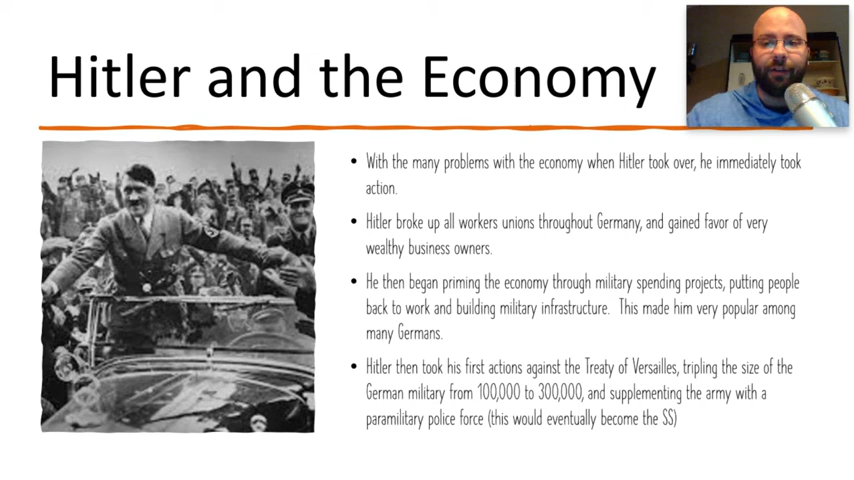 Hitler and the Economy
• With the many problems with the economy when Hitler took over, he immediately took
action.
• Hitler broke up all workers unions throughout Germany, and gained favor of very
wealthy business owners.
• He then began priming the economy through military spending projects, putting people
back to work and building military infrastructure. This made him very popular among
many Germans.
• Hitler then took his first actions against the Treaty of Versailles, tripling the size of the
German military from 100,000 to 300,000, and supplementing the army with a
paramilitary police force (this would eventually become the SS)